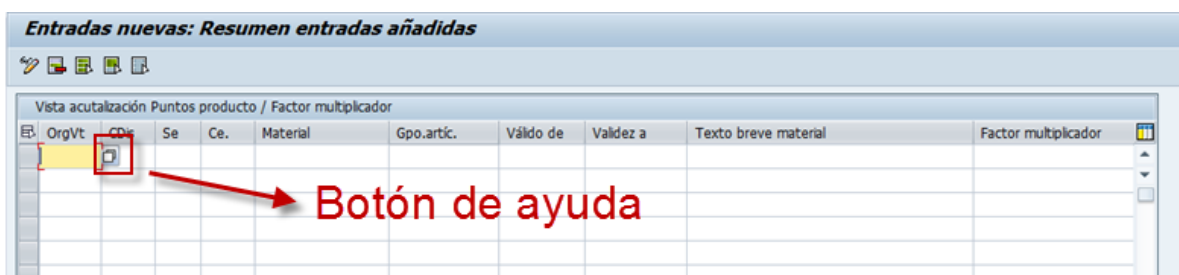 Entradas nuevas: Resumen entradas añadidas
Vista acutalización Puntos producto / Factor multiplicador
OrgVt CDis Se Ce. Material Gpo.artíc. Válido de Validez a Texto breve material Factor multiplicador
Botón de ayuda